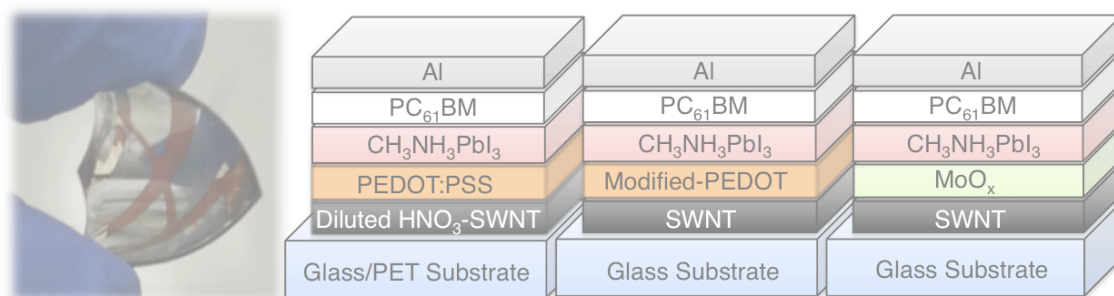 Al
PC₆₁BM
CH₃NH₃PbI₃
PEDOT:PSS
Diluted HNO₃-SWNT
Glass/PET Substrate
Al
PC₆₁BM
CH₃NH₃PbI₃
Modified-PEDOT
SWNT
Glass Substrate
Al
PC₆₁BM
CH₃NH₃PbI₃
MoOₓ
SWNT
Glass Substrate